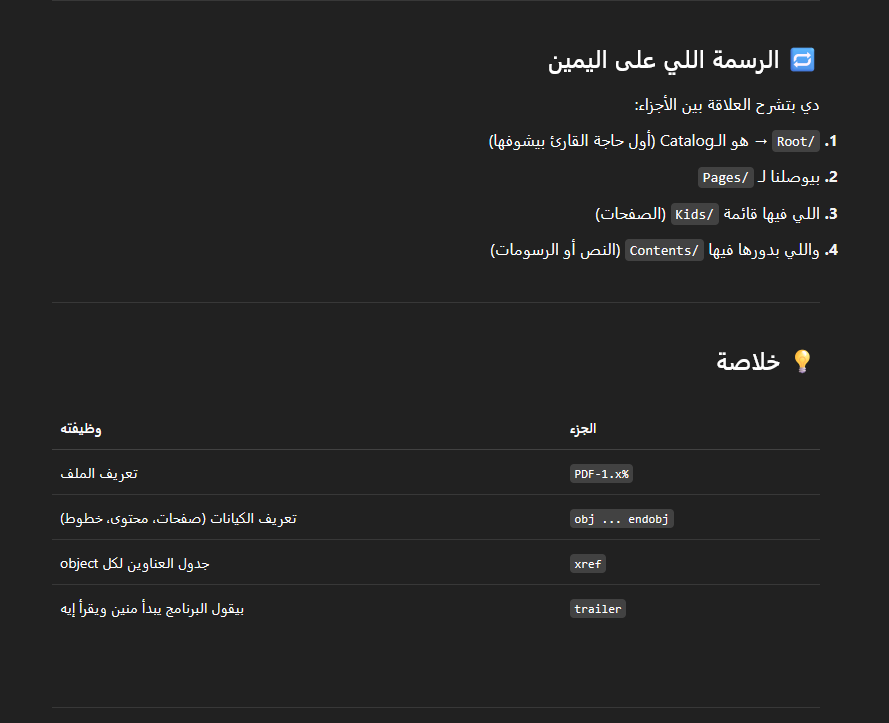 🔁 الرسمة اللي على اليمين
دي بتشرح العلاقة بين الأجزاء:
1. /Root → هو الـCatalog (أول حاجة القارئ بيشوفها)
2. بيوصلنا لـ /Pages
3. اللي فيها قائمة /Kids (الصفحات)
4. واللي بدورها فيها /Contents (النص أو الرسومات)
💡 خلاصة
الجزء وظيفته
%PDF-1.x تعريف الملف
obj ... endobj تعريف الكيانات (صفحات، محتوى، خطوط)
xref جدول العناوين لكل object
trailer بيقول البرنامج يبدأ منين ويقرأ إيه